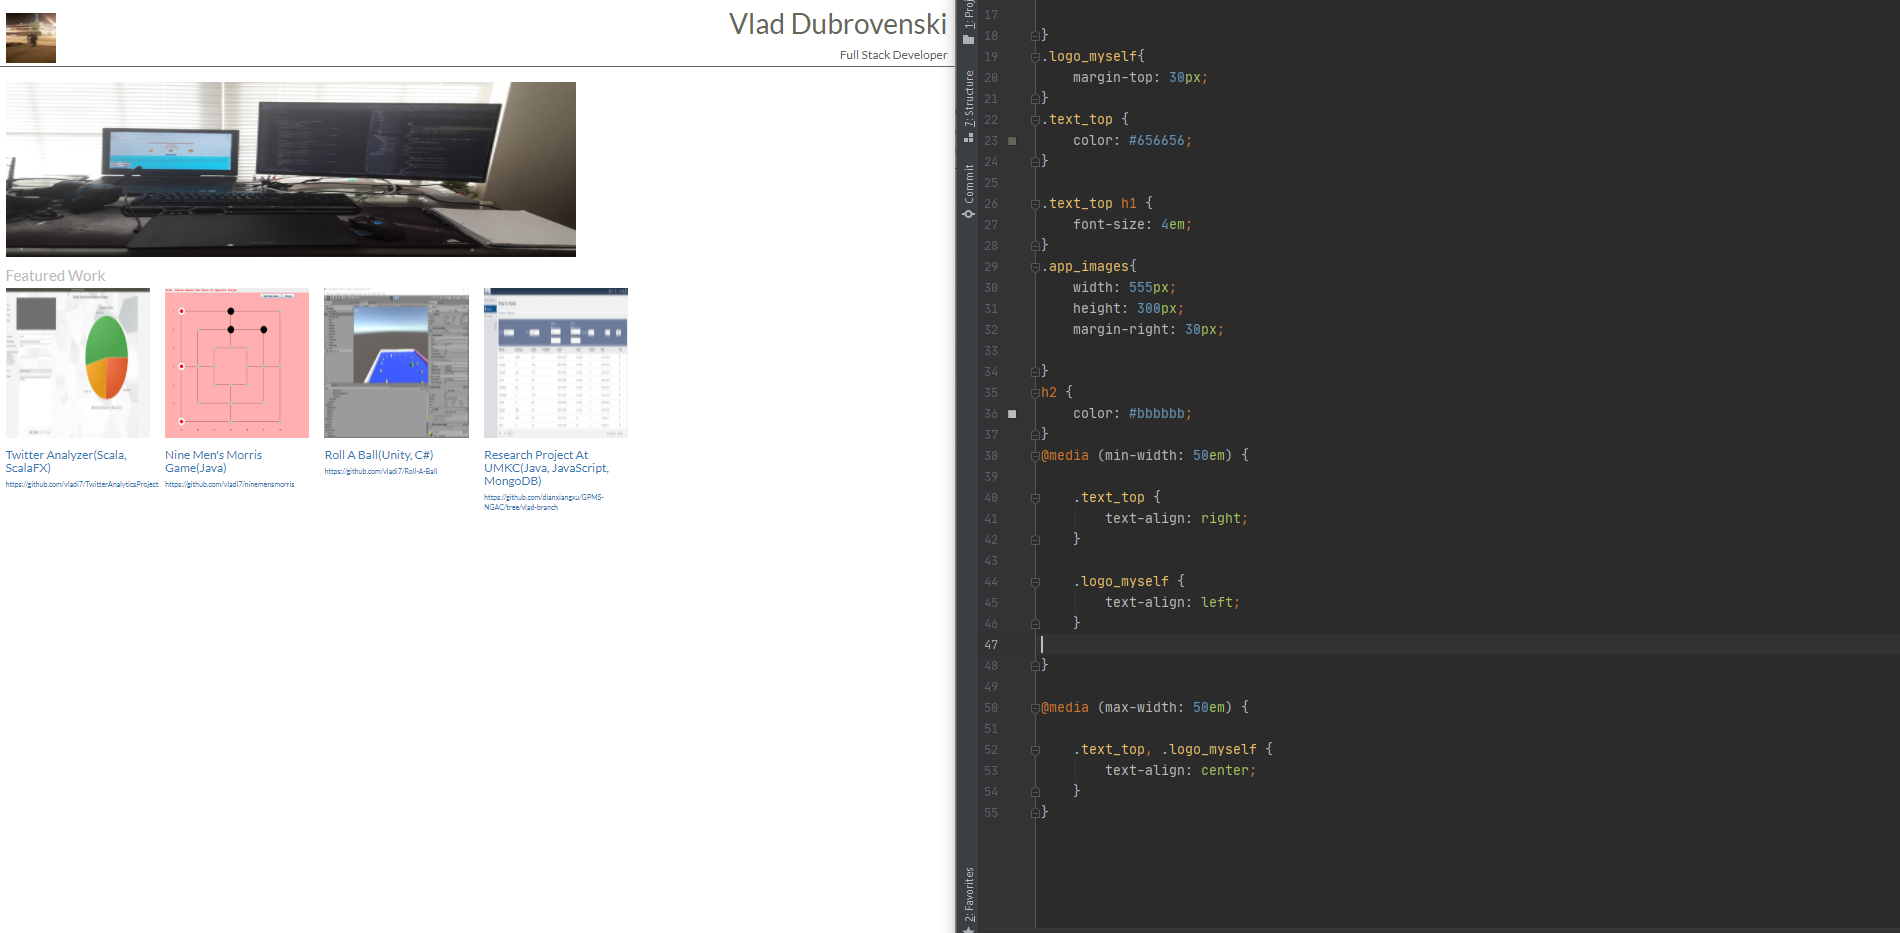 Vlad Dubrovenski
Full Stack Developer
Featured Work
Twitter Analyzer(Scala,
ScalaFX)
https://github.com/vladi7/TwitterAnalyticsProject
Nine Men's Morris
Game(Java)
https://github.com/vladi7/ninemensmorris
Roll A Ball(Unity, C#)
https://github.com/vladi7/Roll-A-Ball
Research Project At
UMKC(Java, JavaScript,
MongoDB)
https://github.com/dianxiangxu/GPMS-
NGAC/tree/vlad-branch
1: Proj
7: Structure
Commit
2: Favorites
17
18 }
19 .logo_myself{
20 margin-top: 30px;
21 }
22 .text_top {
23 color: #656656;
24 }
25
26 .text_top h1 {
27 font-size: 4em;
28 }
29 .app_images{
30 width: 555px;
31 height: 300px;
32 margin-right: 30px;
33
34 }
35 h2 {
36 color: #bbbbbb;
37 }
38 @media (min-width: 50em) {
39
40 .text_top {
41 text-align: right;
42 }
43
44 .logo_myself {
45 text-align: left;
46 }
47
48 }
49
50 @media (max-width: 50em) {
51
52 .text_top, .logo_myself {
53 text-align: center;
54 }
55 }